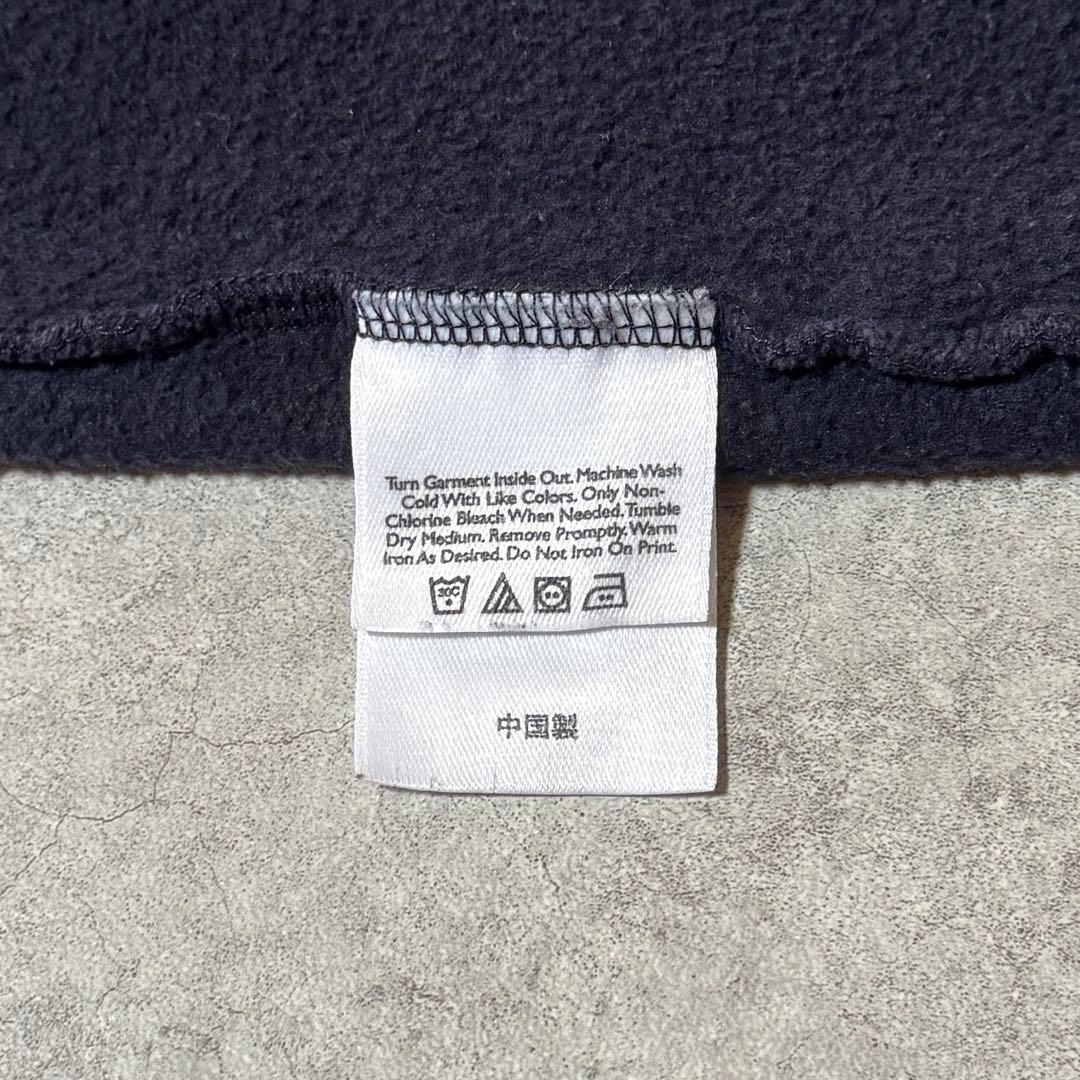 Turn Garment Inside Out. Machine Wash
Cold With Like Colors. Only Non-
Chlorine Bleach When Needed. Tumble
Dry Medium. Remove Promptly. Warm
Iron As Desired. Do Not Iron On Print.
30C
中国製